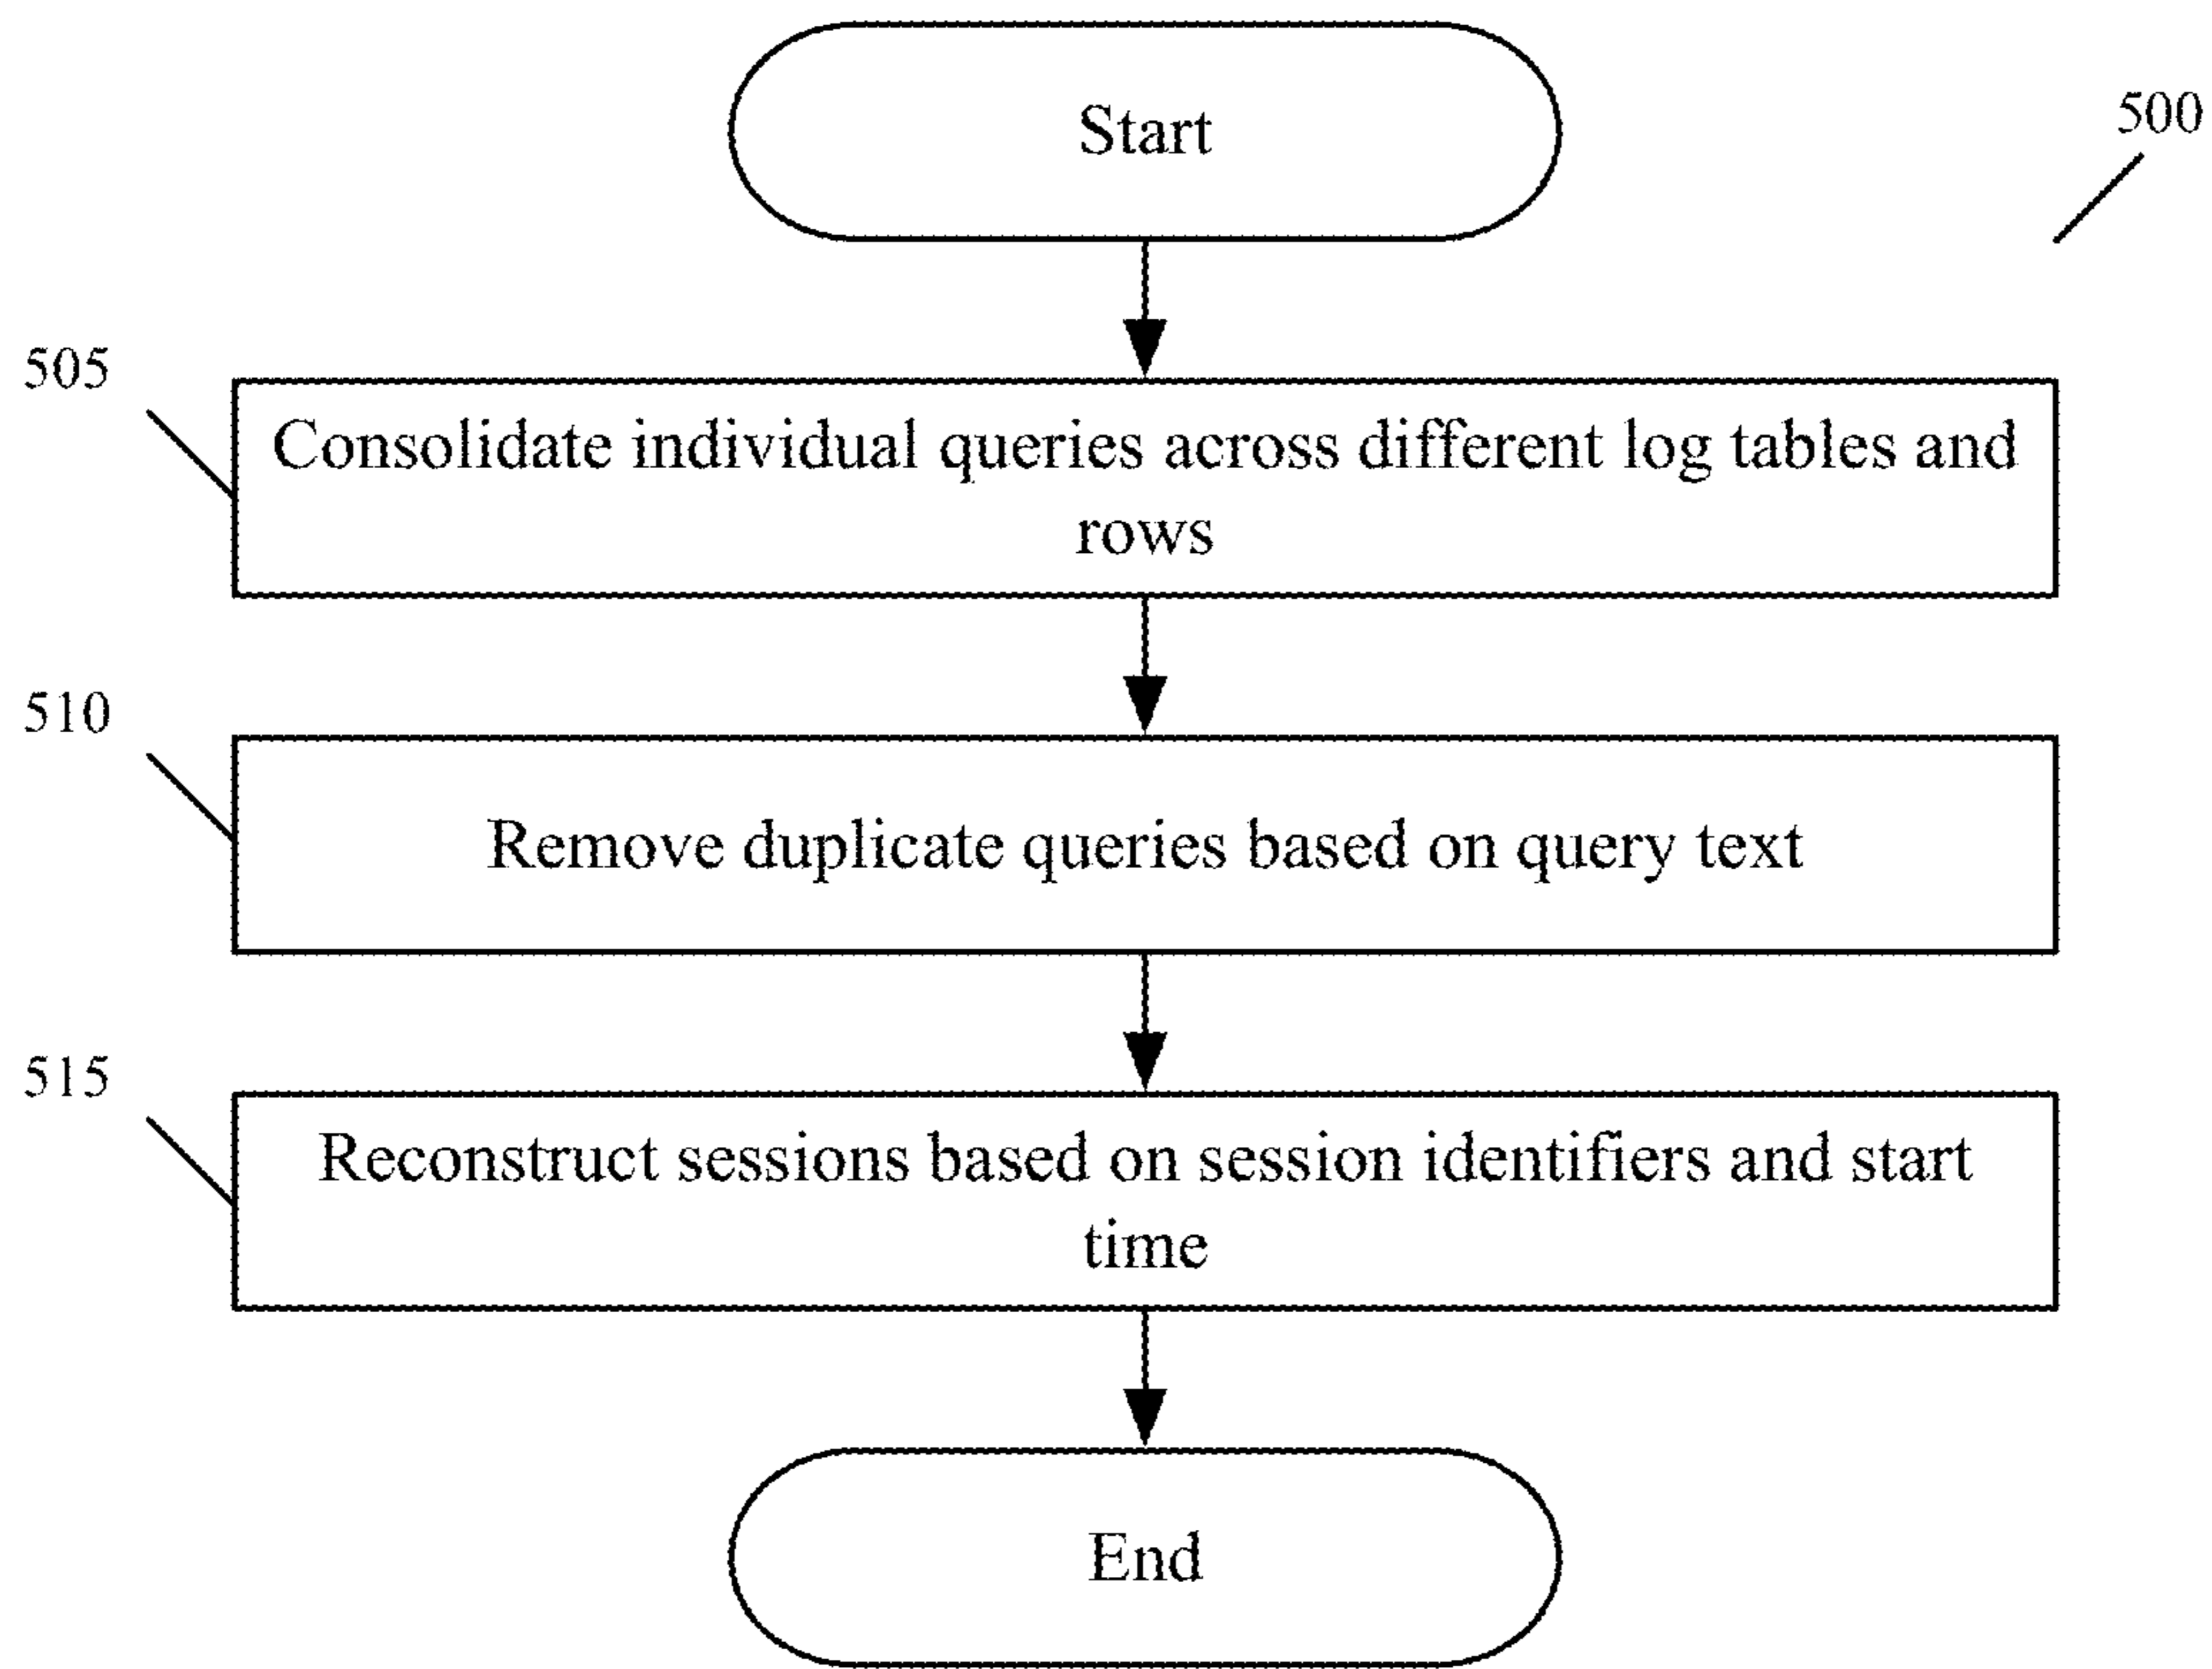 Start
500
505
Consolidate individual queries across different log tables and
rows
510
Remove duplicate queries based on query text
515
Reconstruct sessions based on session identifiers and start
time
End